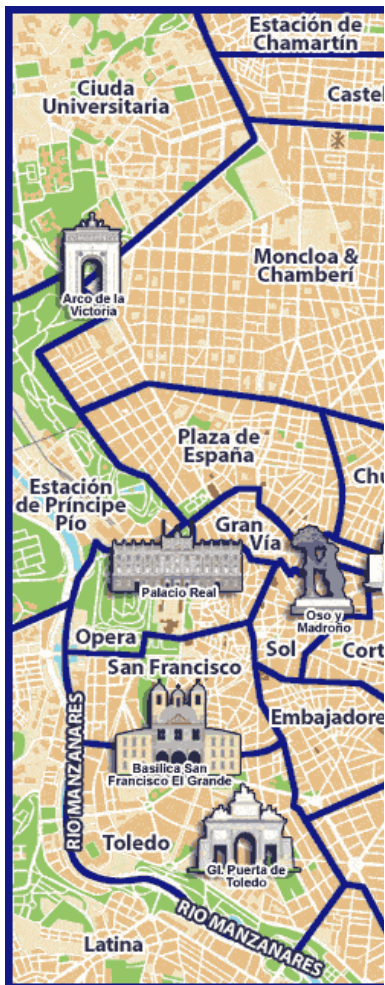 Estación de
Chamartín
Ciuda
Universitaria
Castel
Moncloa &
Chamberí
Arco de la
Victoria
Plaza de
España
Chu
Estación
de Príncipe
Pío
Gran
Vía
Palacio Real
Oso y
Madroño
Opera
Sol
Cort
San Francisco
RIO MANZANARES
Embajadore
Basilica San
Francisco El Grande
Toledo
Gl. Puerta de
Toledo
RIO MANZANARES
Latina